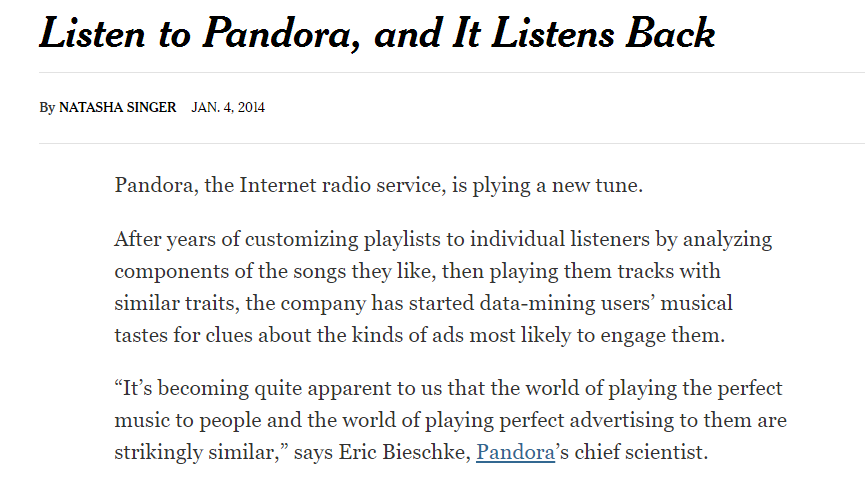 Listen to Pandora, and It Listens Back
By NATASHA SINGER JAN. 4, 2014
Pandora, the Internet radio service, is plying a new tune.
After years of customizing playlists to individual listeners by analyzing
components of the songs they like, then playing them tracks with
similar traits, the company has started data-mining users’ musical
tastes for clues about the kinds of ads most likely to engage them.
“It’s becoming quite apparent to us that the world of playing the perfect
music to people and the world of playing perfect advertising to them are
strikingly similar,” says Eric Bieschke, Pandora’s chief scientist.